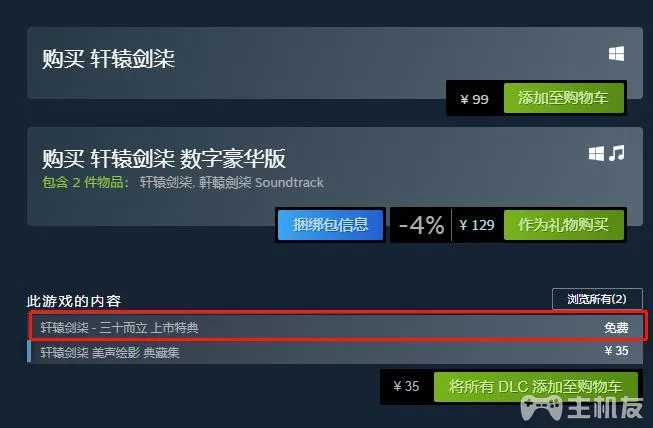 购买 轩辕剑柒
¥ 99
添加至购物车
购买 轩辕剑柒 数字豪华版
包含 2 件物品： 轩辕剑柒, 軒轅劍柒 Soundtrack
捆绑包信息
-4%
¥ 129
作为礼物购买
此游戏的内容
浏览所有(2)
轩辕剑柒 - 三十而立 上市特典
免费
轩辕剑柒 美声绘影 典藏集
¥ 35
¥ 35
将所有 DLC 添加至购物车
主机友